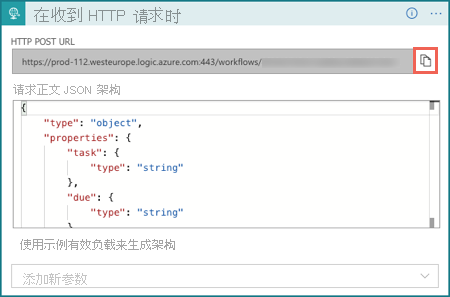 在收到 HTTP 请求时
HTTP POST URL
https://prod-112.westeurope.logic.azure.com:443/workflows/
请求正文 JSON 架构
{
"type": "object",
"properties": {
"task": {
"type": "string"
},
"due": {
"type": "string"
}
使用示例有效负载来生成架构
添加新参数